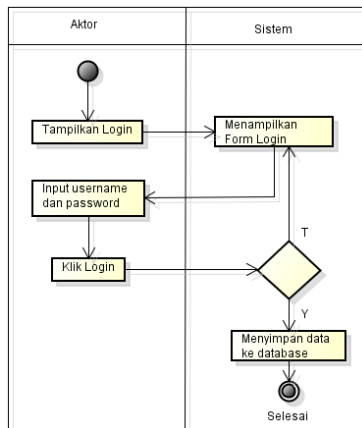 Aktor
Sistem
Tampilkan Login
Menampilkan
Form Login
Input username
dan password
T
Klik Login
Y
Menyimpan data
ke database
Selesai